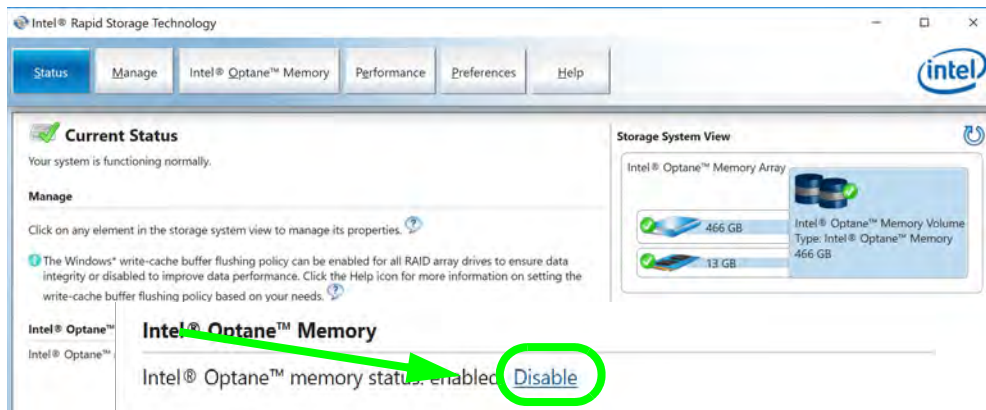 Intel® Rapid Storage Technology
Status
Manage
Intel® Optane™ Memory
Performance
Preferences
Help
intel
Current Status
Your system is functioning normally.
Manage
Click on any element in the storage system view to manage its properties.
The Windows* write-cache buffer flushing policy can be enabled for all RAID array drives to ensure data
integrity or disabled to improve data performance. Click the Help icon for more information on setting the
write-cache buffer flushing policy based on your needs.
Storage System View
Intel® Optane™ Memory Array
466 GB
13 GB
Intel® Optane™ Memory Volume
Type: Intel® Optane™ Memory
466 GB
Intel® Optane™
Intel® Optane™
Intel® Optane™ Memory
Intel® Optane™ memory status: enabled Disable